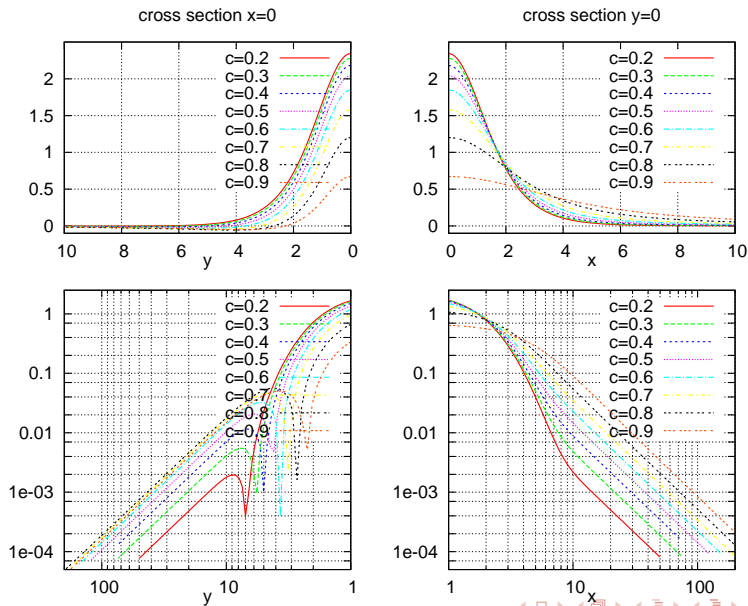 cross section x=0
cross section y=0
2
1.5
1
0.5
0
c=0.2
c=0.3
c=0.4
c=0.5
c=0.6
c=0.7
c=0.8
c=0.9
10 8 6 4 2 0
y
2
1.5
1
0.5
0
c=0.2
c=0.3
c=0.4
c=0.5
c=0.6
c=0.7
c=0.8
c=0.9
0 2 4 6 8 10
x
1
0.1
0.01
1e-03
1e-04
c=0.2
c=0.3
c=0.4
c=0.5
c=0.6
c=0.7
c=0.8
c=0.9
100 10 1
y
1
0.1
0.01
1e-03
1e-04
c=0.2
c=0.3
c=0.4
c=0.5
c=0.6
c=0.7
c=0.8
c=0.9
1 10 100
x